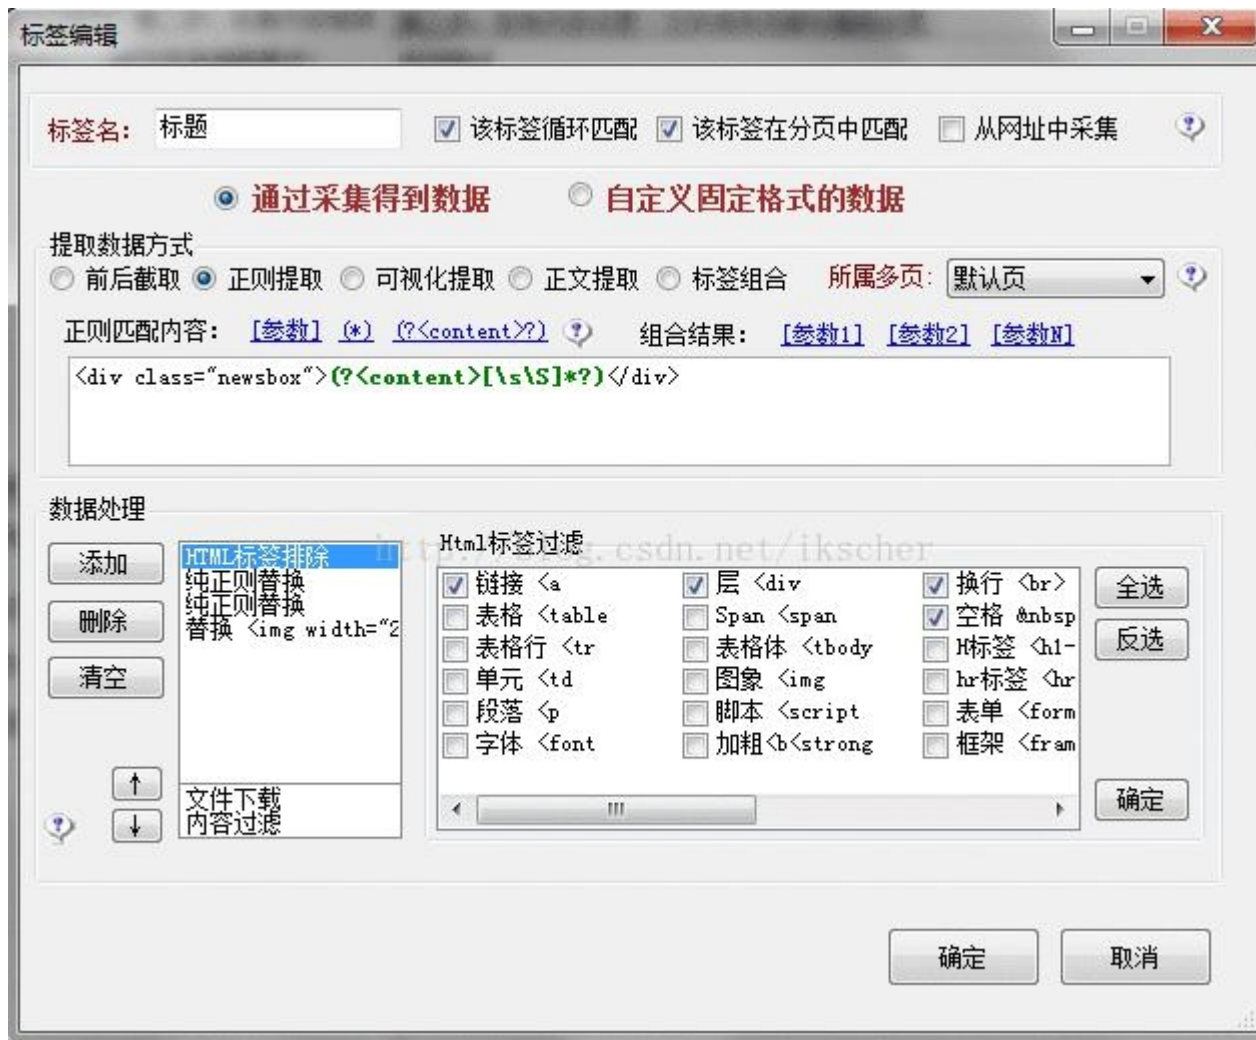 标签编辑
标签名： 标题 该标签循环匹配 该标签在分页中匹配 从网址中采集
通过采集得到数据 自定义固定格式的数据
提取数据方式
前后截取 正则提取 可视化提取 正文提取 标签组合 所属多页: 默认页
正则匹配内容： [参数] (*) (?<content>?) 组合结果： [参数1] [参数2] [参数N]
<div class="newsbox">(?<content>[\s\S]*?)</div>
数据处理
添加
删除
清空
HTML标签排除
纯正则替换
纯正则替换
替换 <img width="2
文件下载
内容过滤
↑
↓
http://blog.csdn.net/ikscher
Html标签过滤
链接 <a 层 <div 换行 <br>
表格 <table Span <span 空格 &nbsp
表格行 <tr 表格体 <tbody H标签 <h1-
单元 <td 图象 <img hr标签 <hr
段落 <p 脚本 <script 表单 <form
字体 <font 加粗<b<strong 框架 <fram
全选
反选
确定
确定 取消